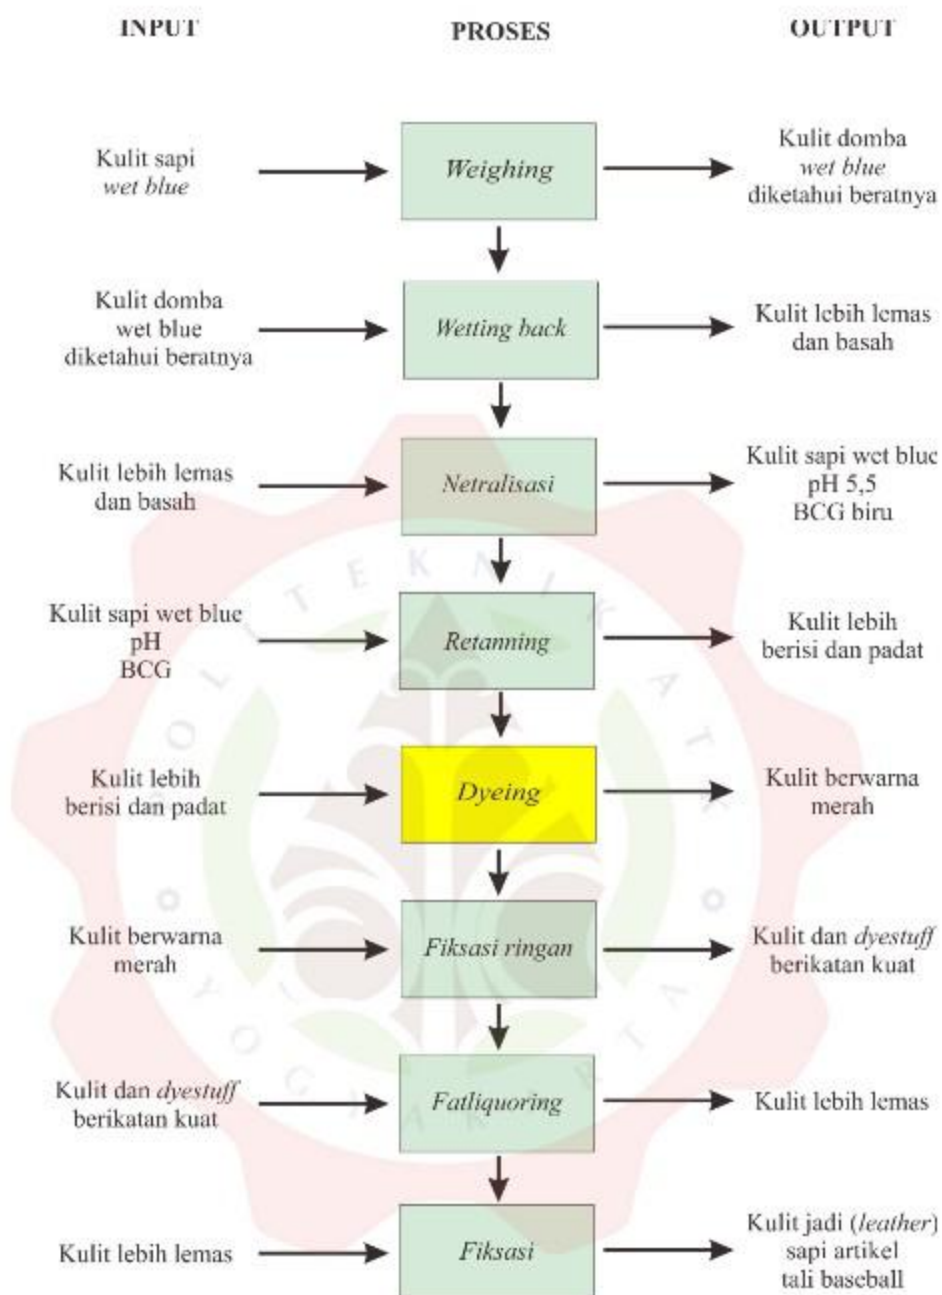 INPUT PROSES OUTPUT
Kulit sapi
wet blue
Weighing
Kulit domba
wet blue
diketahui beratnya
Kulit domba
wet blue
diketahui beratnya
Wetting back
Kulit lebih lemas
dan basah
Kulit lebih lemas
dan basah
Netralisasi
Kulit sapi wet blue
pH 5,5
BCG biru
Kulit sapi wet blue
pH
BCG
Retanning
Kulit lebih
berisi dan padat
Kulit lebih
berisi dan padat
Dyeing
Kulit berwarna
merah
Kulit berwarna
merah
Fiksasi ringan
Kulit dan dyestuff
berikatan kuat
Kulit dan dyestuff
berikatan kuat
Fatliquoring
Kulit lebih lemas
Kulit lebih lemas
Fiksasi
Kulit jadi (leather)
sapi artikel
tali baseball
POLITEKNIK ATK
YOGYAKARTA